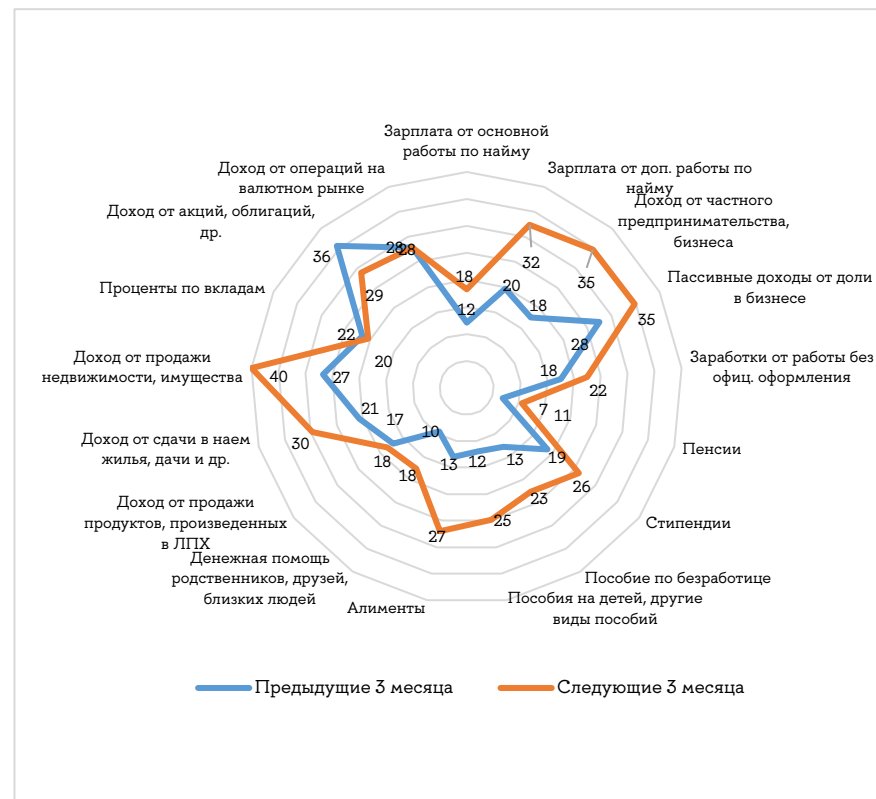 Зарплата от основной
работы по найму
Зарплата от доп. работы по
найму
Доход от частного
предпринимательства,
бизнеса
Пассивные доходы от доли
в бизнесе
Заработки от работы без
офиц. оформления
Пенсии
Стипендии
Пособие по безработице
Пособия на детей, другие
виды пособий
Алименты
Денежная помощь
родственников, друзей,
близких людей
Доход от продажи
продуктов, произведенных
в ЛПХ
Доход от сдачи в наем
жилья, дачи и др.
Доход от продажи
недвижимости, имущества
Проценты по вкладам
Доход от акций, облигаций,
др.
Доход от операций на
валютном рынке
12
20
18
28
18
7
19
13
12
13
10
17
21
27
22
36
28
18
32
35
35
22
11
26
23
25
27
18
18
30
40
20
29
28
Предыдущие 3 месяца
Следующие 3 месяца